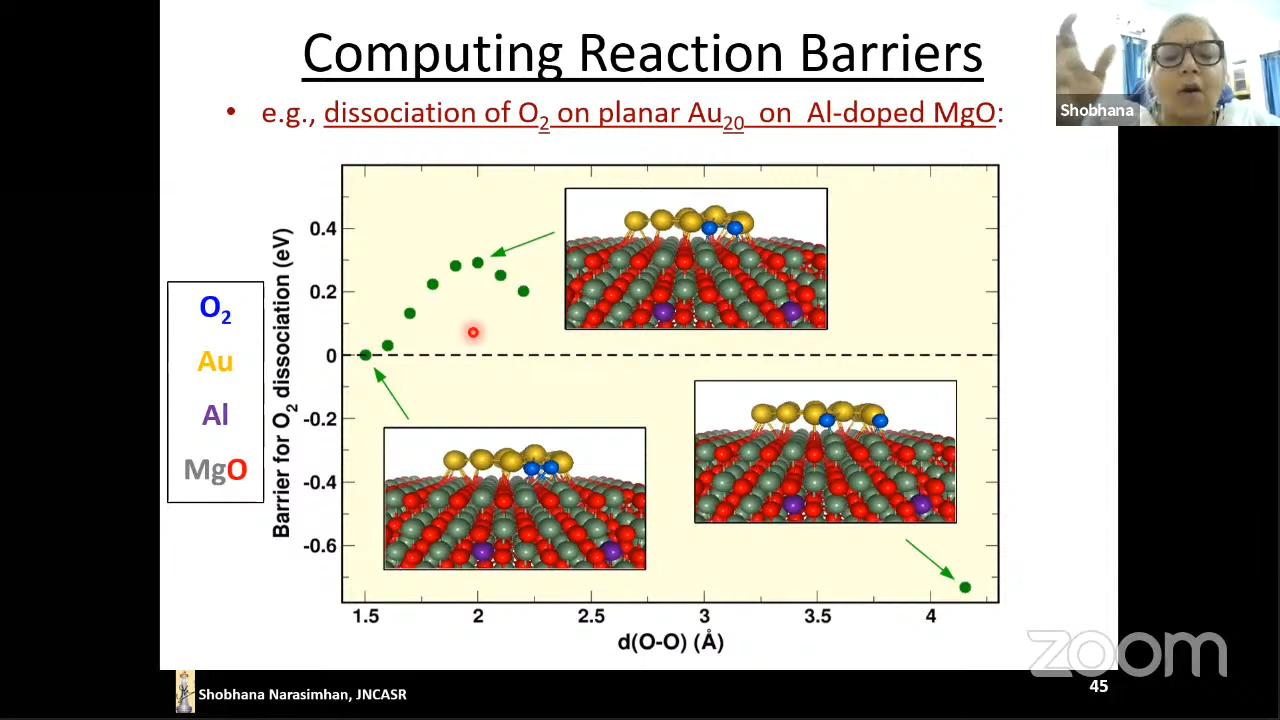 Computing Reaction Barriers
Shobhana
• e.g., dissociation of O2 on planar Au20 on Al-doped MgO:
O2
Au
Al
MgO
Barrier for O2 dissociation (eV)
0.4
0.2
0
-0.2
-0.4
-0.6
1.5 2 2.5 3 3.5 4
d(O-O) (Å)
zoom
Shobhana Narasimhan, JNCASR
45